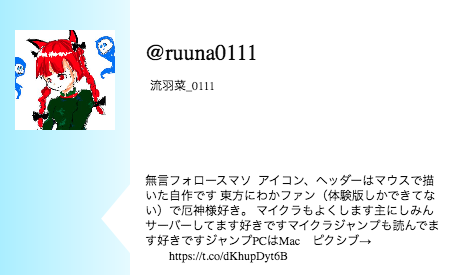 @ruuna0111
流羽菜_0111
無言フォロースマソ アイコン、ヘッダーはマウスで描
いた自作です 東方にわかファン（体験版しかできてな
い）で厄神様好き。 マイクラもよくします主にしみん
サーバーしてます好きですマイクラジャンプも読んでま
す好きですジャンプPCはMac　ピクシブ→
https://t.co/dKhupDyt6B